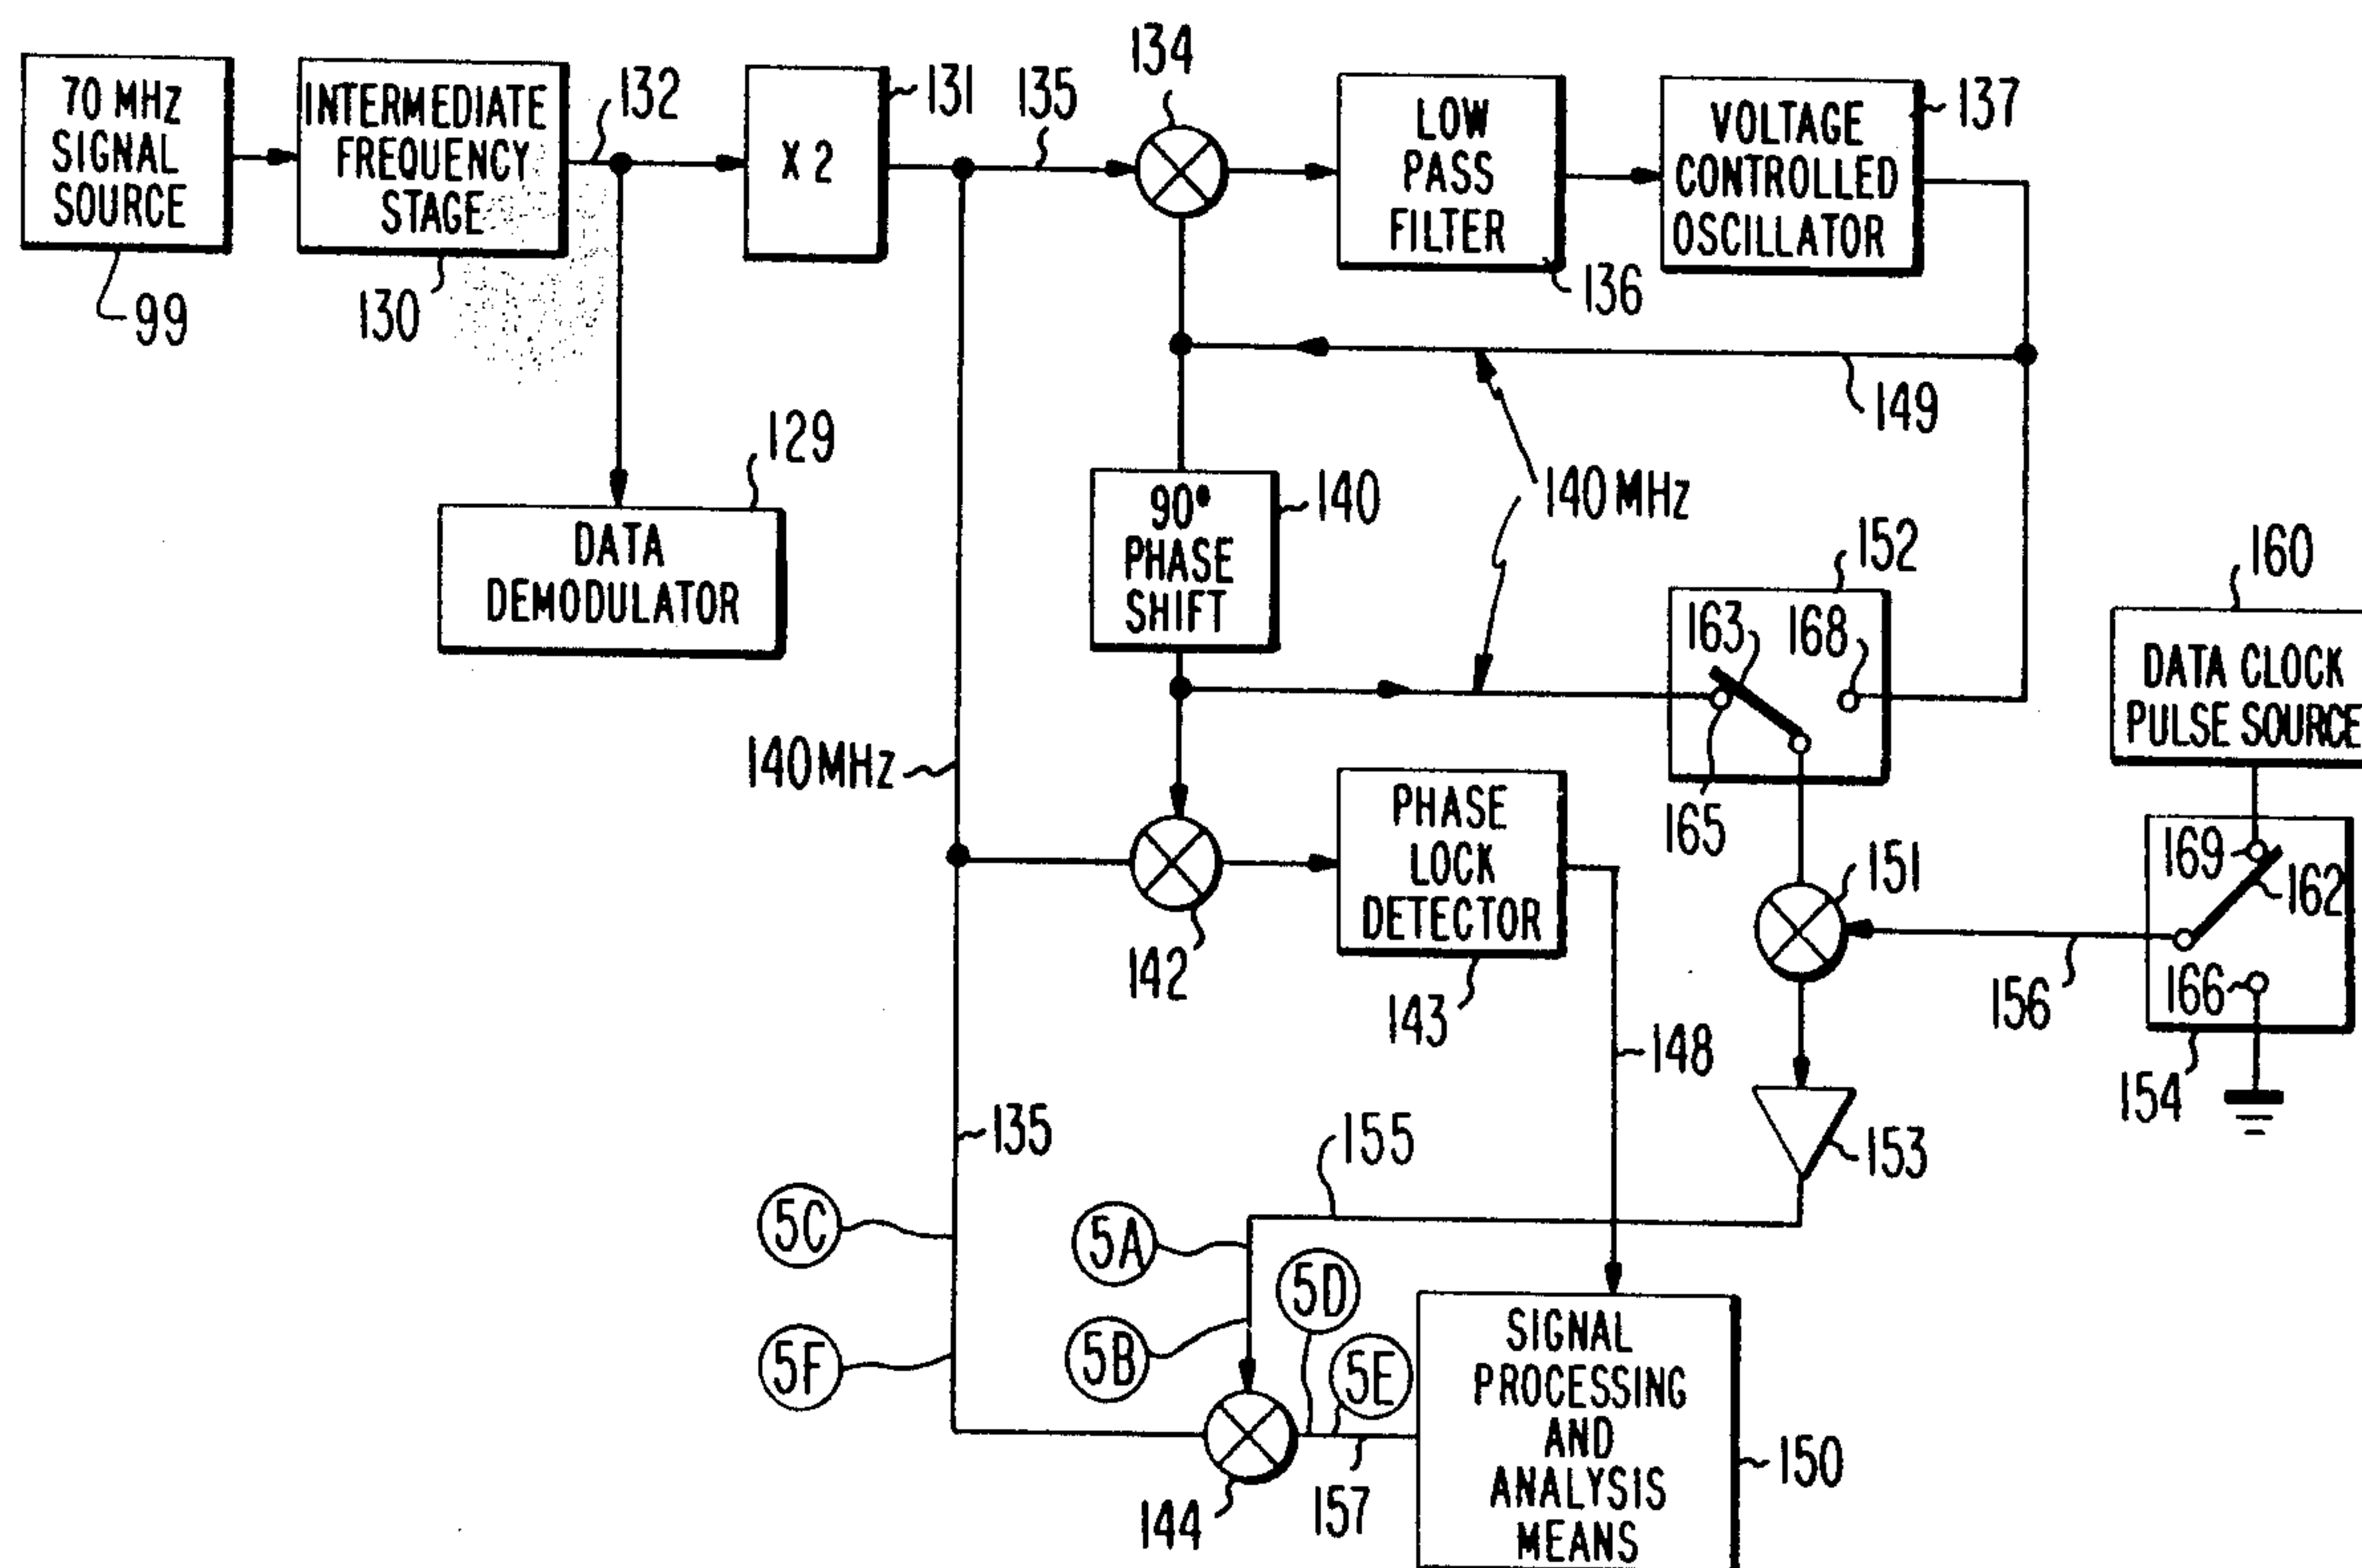 70 MHz
SIGNAL
SOURCE
99
INTERMEDIATE
FREQUENCY
STAGE
130
132
X 2
131
135
134
LOW
PASS
FILTER
136
VOLTAGE
CONTROLLED
OSCILLATOR
137
149
129
DATA
DEMODULATOR
90°
PHASE
SHIFT
140
140 MHz
152
163
168
165
160
DATA CLOCK
PULSE SOURCE
140 MHz
142
PHASE
LOCK
DETECTOR
143
148
151
169
162
166
154
156
153
135
155
5C
5F
5A
5B
5D
5E
144
157
SIGNAL
PROCESSING
AND
ANALYSIS
MEANS
150